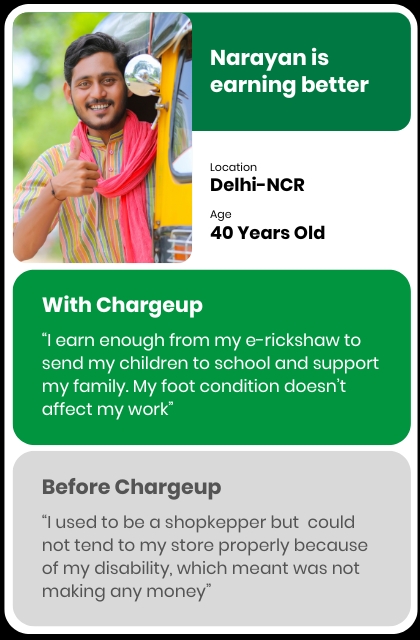 Narayan is
earning better
Location
Delhi-NCR
Age
40 Years Old
With Chargeup
“I earn enough from my e-rickshaw to
send my children to school and support
my family. My foot condition doesn’t
affect my work”
Before Chargeup
“I used to be a shopkepper but  could
not tend to my store properly because
of my disability, which meant was not
making any money”